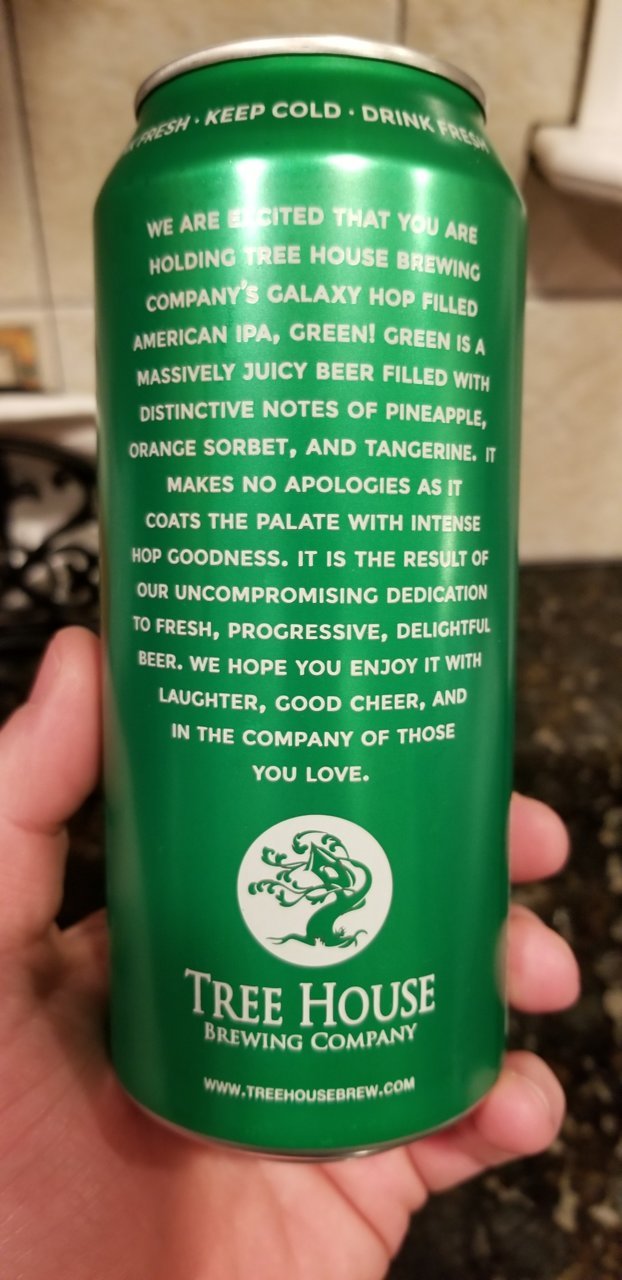 FRESH · KEEP COLD · DRINK FRESH
WE ARE EXCITED THAT YOU ARE
HOLDING TREE HOUSE BREWING
COMPANY'S GALAXY HOP FILLED
AMERICAN IPA, GREEN! GREEN IS A
MASSIVELY JUICY BEER FILLED WITH
DISTINCTIVE NOTES OF PINEAPPLE,
ORANGE SORBET, AND TANGERINE. IT
MAKES NO APOLOGIES AS IT
COATS THE PALATE WITH INTENSE
HOP GOODNESS. IT IS THE RESULT OF
OUR UNCOMPROMISING DEDICATION
TO FRESH, PROGRESSIVE, DELIGHTFUL
BEER. WE HOPE YOU ENJOY IT WITH
LAUGHTER, GOOD CHEER, AND
IN THE COMPANY OF THOSE
YOU LOVE.
TREE HOUSE
BREWING COMPANY
WWW.TREEHOUSEBREW.COM